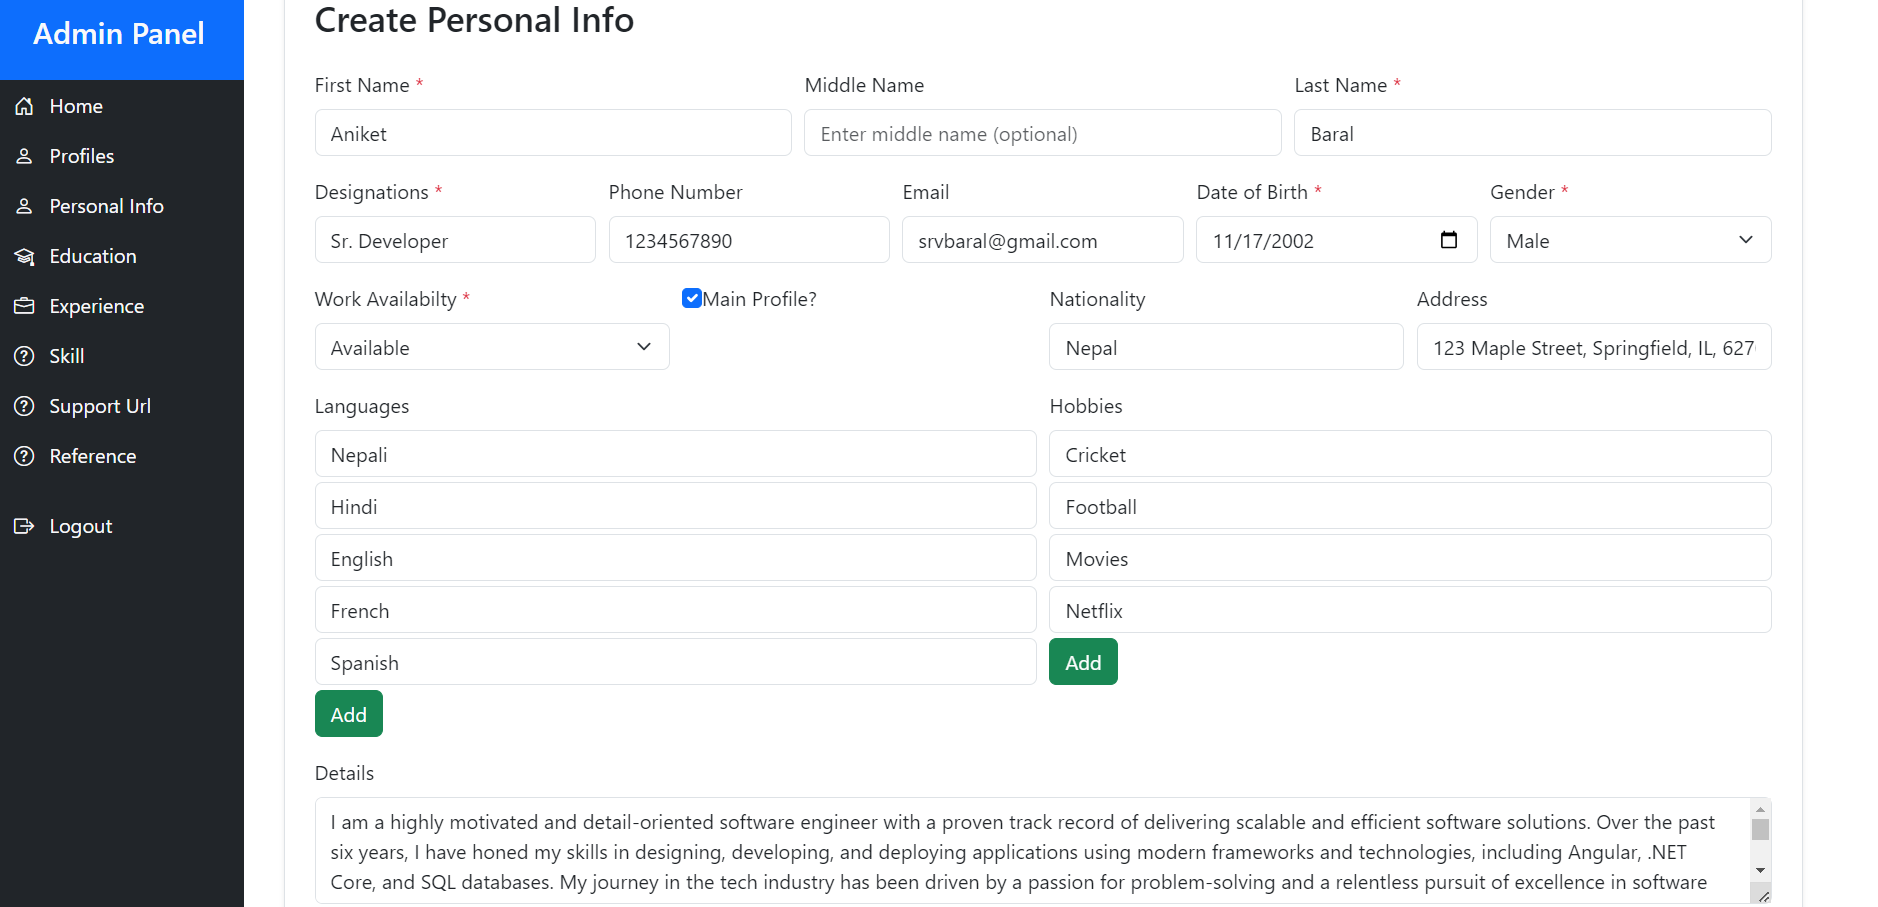 Admin Panel
Home
Profiles
Personal Info
Education
Experience
Skill
Support Url
Reference
Logout
Create Personal Info
First Name *
Middle Name
Last Name *
Aniket
Enter middle name (optional)
Baral
Designations *
Phone Number
Email
Date of Birth *
Gender *
Sr. Developer
1234567890
srvbaral@gmail.com
11/17/2002
Male
Work Availabilty *
Main Profile?
Nationality
Address
Available
Nepal
123 Maple Street, Springfield, IL, 627
Languages
Hobbies
Nepali
Cricket
Hindi
Football
English
Movies
French
Netflix
Spanish
Add
Add
Details
I am a highly motivated and detail-oriented software engineer with a proven track record of delivering scalable and efficient software solutions. Over the past
six years, I have honed my skills in designing, developing, and deploying applications using modern frameworks and technologies, including Angular, .NET
Core, and SQL databases. My journey in the tech industry has been driven by a passion for problem-solving and a relentless pursuit of excellence in software